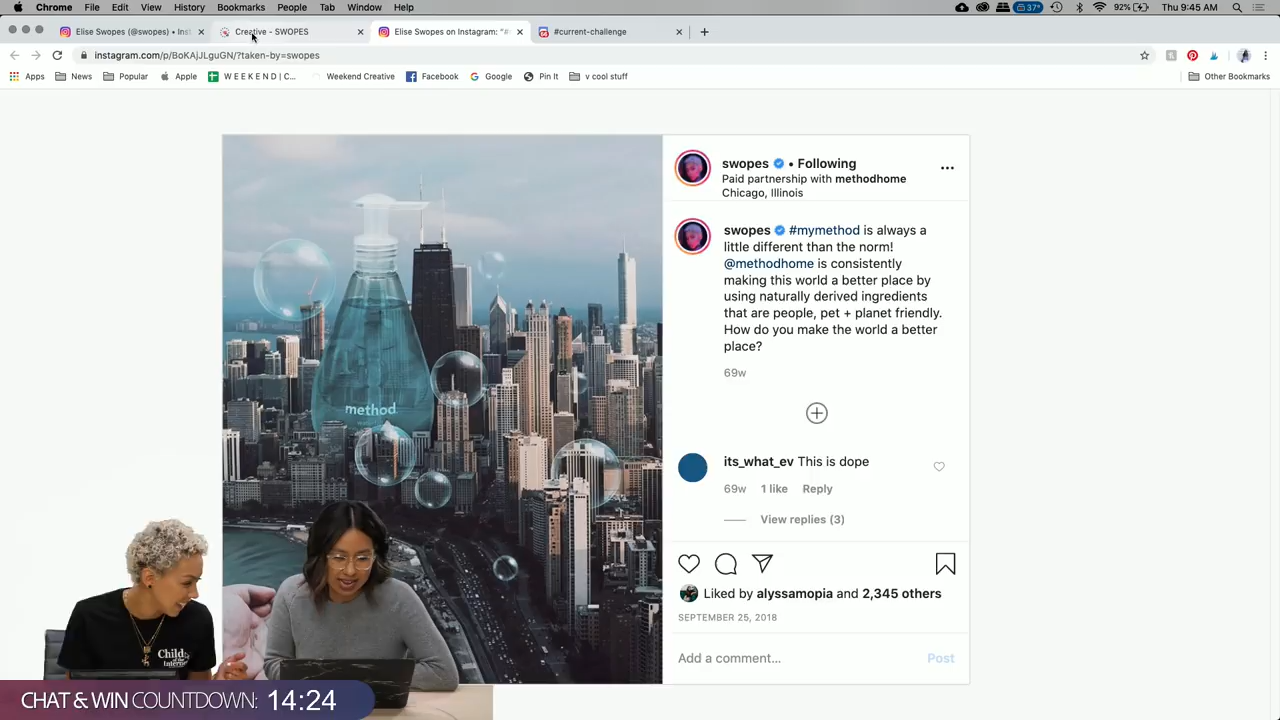 Chrome File Edit View History Bookmarks People Tab Window Help
37° 92% Thu 9:45 AM
Elise Swopes (@swopes) • Inst
Creative - SWOPES
Elise Swopes on Instagram: "#
#current-challenge
instagram.com/p/BoKAjJLguGN/?taken-by=swopes
Apps News Popular Apple W E E K E N D | C... Weekend Creative Facebook Google Pin It v cool stuff Other Bookmarks
swopes • Following
Paid partnership with methodhome
Chicago, Illinois
swopes #mymethod is always a
little different than the norm!
@methodhome is consistently
making this world a better place by
using naturally derived ingredients
that are people, pet + planet friendly.
How do you make the world a better
place?
69w
method
its_what_ev This is dope
69w 1 like Reply
View replies (3)
Liked by alyssamopia and 2,345 others
SEPTEMBER 25, 2018
Add a comment... Post
Child
of the
Internet
CHAT & WIN COUNTDOWN: 14:24